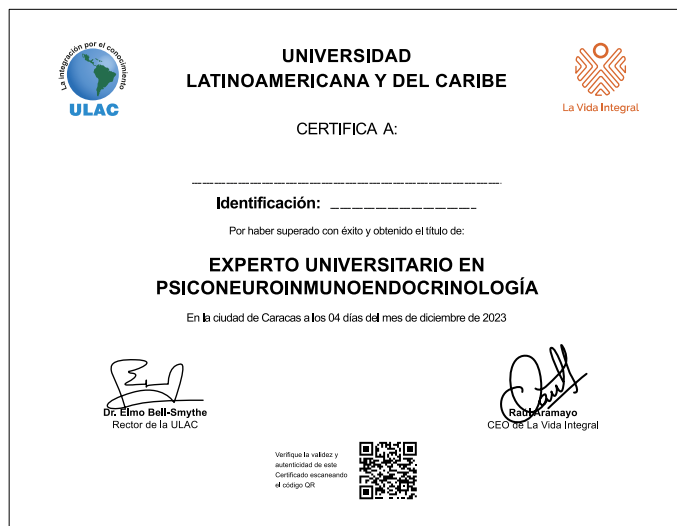 La integración por el conocimiento
ULAC
UNIVERSIDAD
LATINOAMERICANA Y DEL CARIBE
La Vida Integral
CERTIFICA A:
Identificación:
Por haber superado con éxito y obtenido el título de:
EXPERTO UNIVERSITARIO EN
PSICONEUROINMUNOENDOCRINOLOGÍA
En la ciudad de Caracas a los 04 días del mes de diciembre de 2023
Dr. Elmo Bell-Smythe
Rector de la ULAC
Raúl Aramayo
CEO de La Vida Integral
Verifique la validez y
autenticidad de este
Certificado escaneando
el código QR